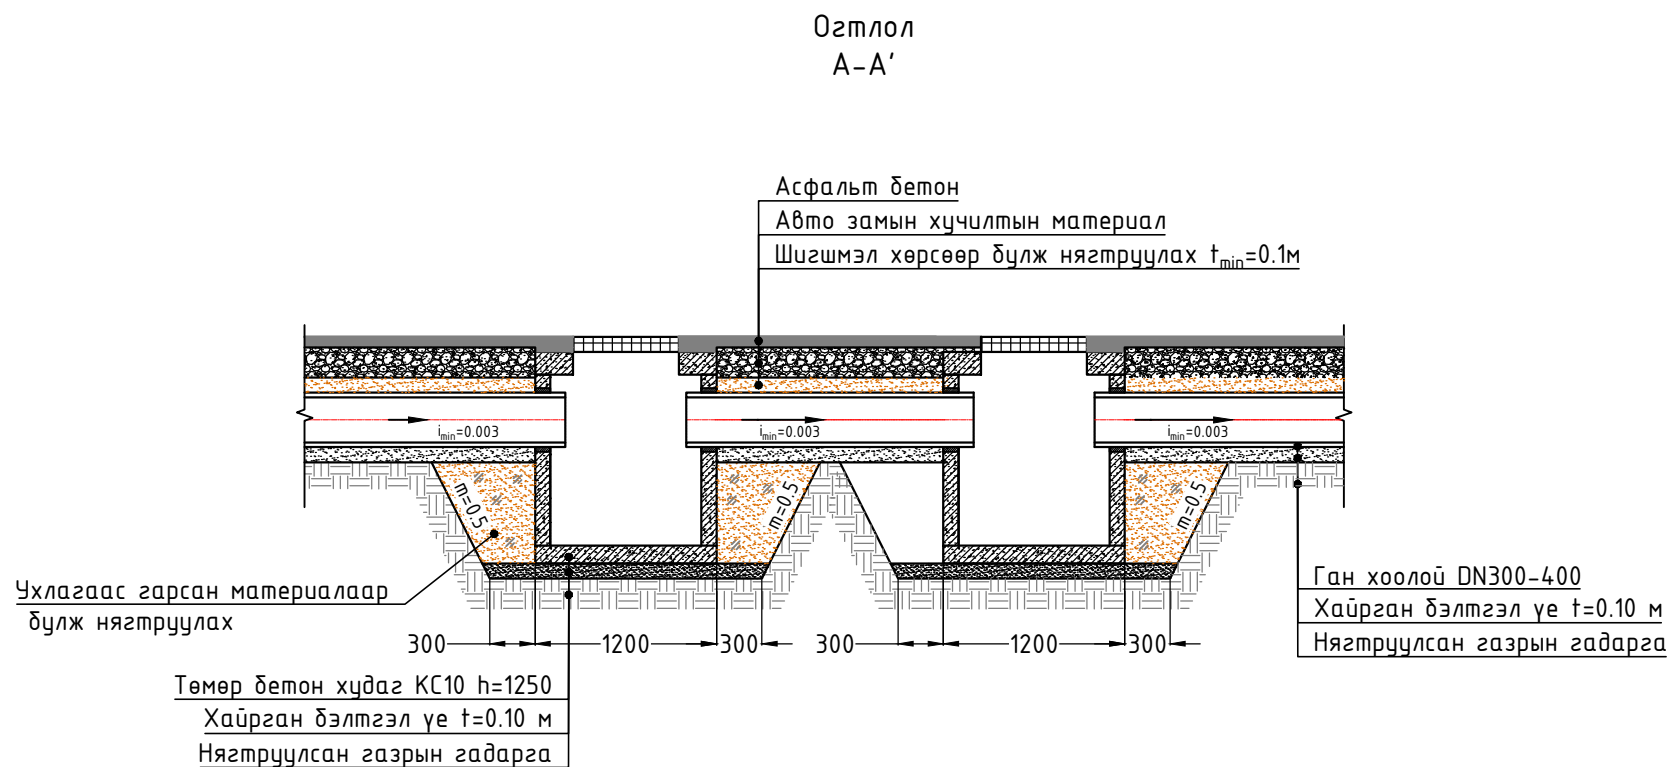 Огтлол
А-А'
Асфальт бетон
Авто замын хучилтын материал
Шигшмэл хөрсөөр булж нягтруулах tmin=0.1м
imin=0.003
imin=0.003
imin=0.003
m=0.5
m=0.5
m=0.5
Ухлагаас гарсан материалаар
булж нягтруулах
Ган хоолой DN300-400
Хайрган бэлтгэл үе t=0.10 м
Нягтруулсан газрын гадарга
300
1200
300
300
1200
300
Төмөр бетон худаг КС10 h=1250
Хайрган бэлтгэл үе t=0.10 м
Нягтруулсан газрын гадарга